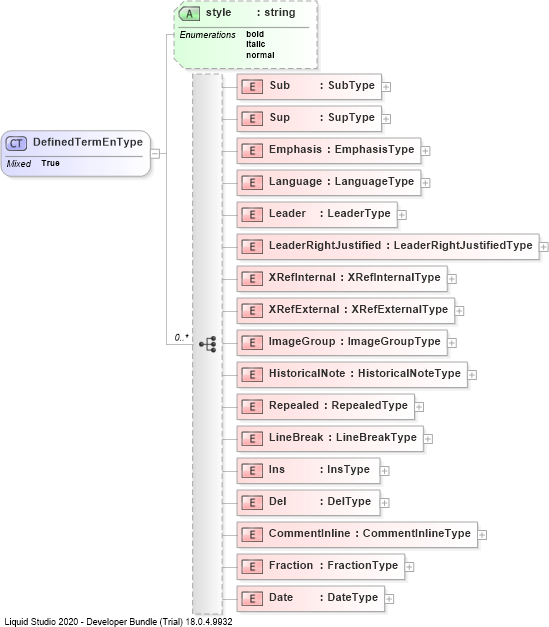 A style : string
Enumerations bold
italic
normal
E Sub : SubType
E Sup : SupType
CT DefinedTermEnType
Mixed True
E Emphasis : EmphasisType
E Language : LanguageType
E Leader : LeaderType
E LeaderRightJustified : LeaderRightJustifiedType
E XRefInternal : XRefInternalType
E XRefExternal : XRefExternalType
0..*
E ImageGroup : ImageGroupType
E HistoricalNote : HistoricalNoteType
E Repealed : RepealedType
E LineBreak : LineBreakType
E Ins : InsType
E Del : DelType
E CommentInline : CommentInlineType
E Fraction : FractionType
E Date : DateType
Liquid Studio 2020 - Developer Bundle (Trial) 18.0.4.9932